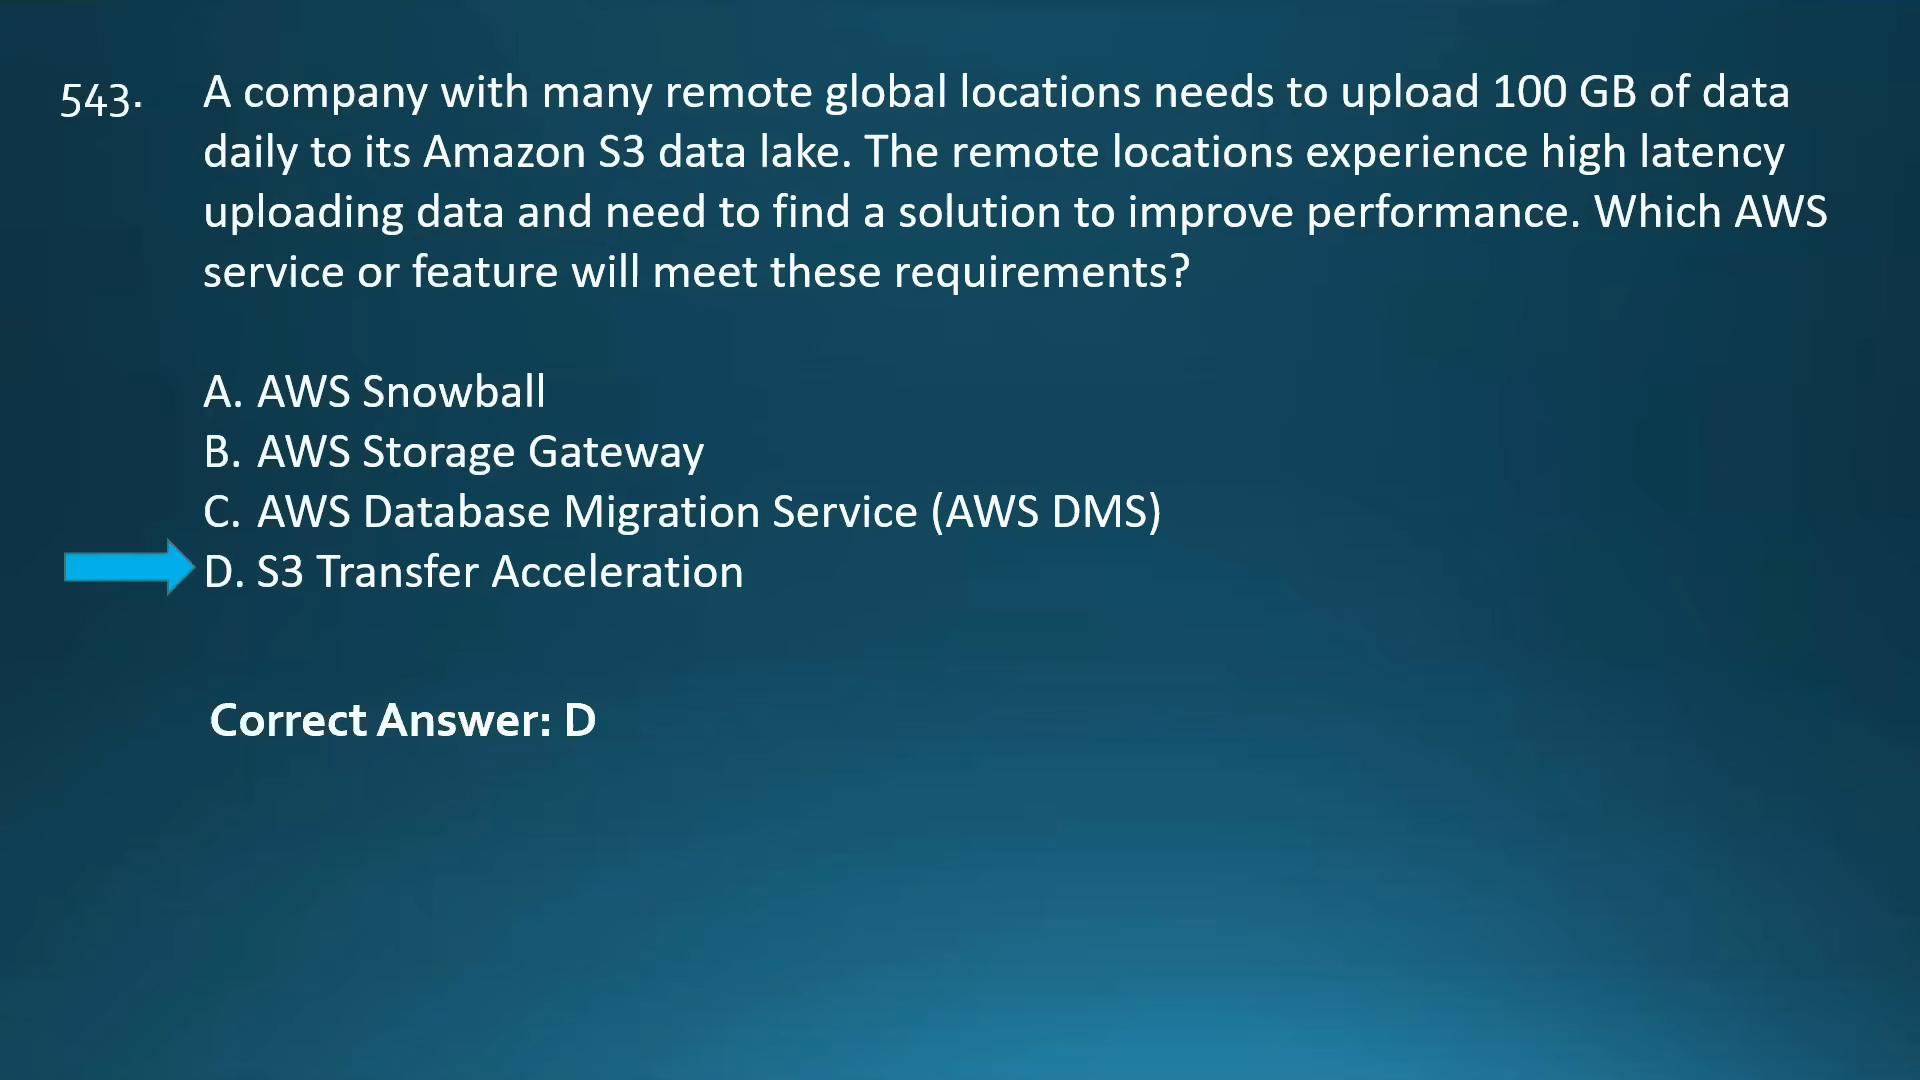 543. A company with many remote global locations needs to upload 100 GB of data
daily to its Amazon S3 data lake. The remote locations experience high latency
uploading data and need to find a solution to improve performance. Which AWS
service or feature will meet these requirements?
A. AWS Snowball
B. AWS Storage Gateway
C. AWS Database Migration Service (AWS DMS)
D. S3 Transfer Acceleration
Correct Answer: D